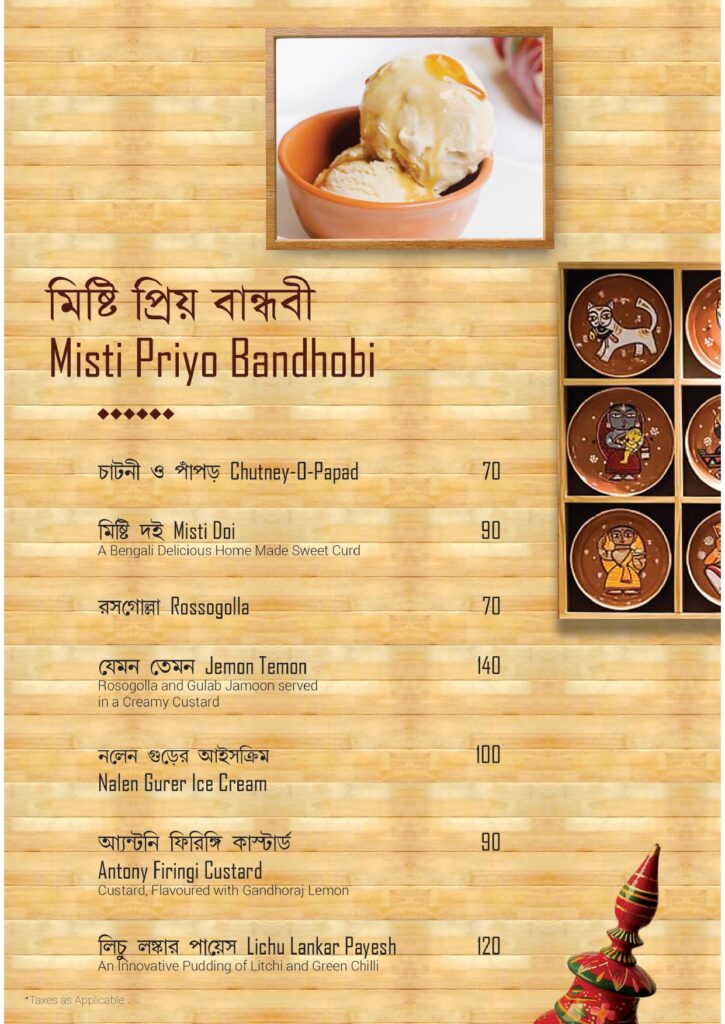 মিষ্টি প্রিয় বান্ধবী
Misti Priyo Bandhobi
চাটনী ও পাঁপড় Chutney-O-Papad 70
মিষ্টি দই Misti Doi 90
A Bengali Delicious Home Made Sweet Curd
রসগোল্লা Rossogolla 70
যেমন তেমন Jemon Temon 140
Rosogolla and Gulab Jamoon served
in a Creamy Custard
নলেন গুড়ের আইসক্রিম 100
Nalen Gurer Ice Cream
অ্যান্টনি ফিরিঙ্গি কাস্টার্ড 90
Antony Firingi Custard
Custard, Flavoured with Gandhoraj Lemon
লিচু লঙ্কার পায়েস Lichu Lankar Payesh 120
An Innovative Pudding of Litchi and Green Chilli
*Taxes as Applicable